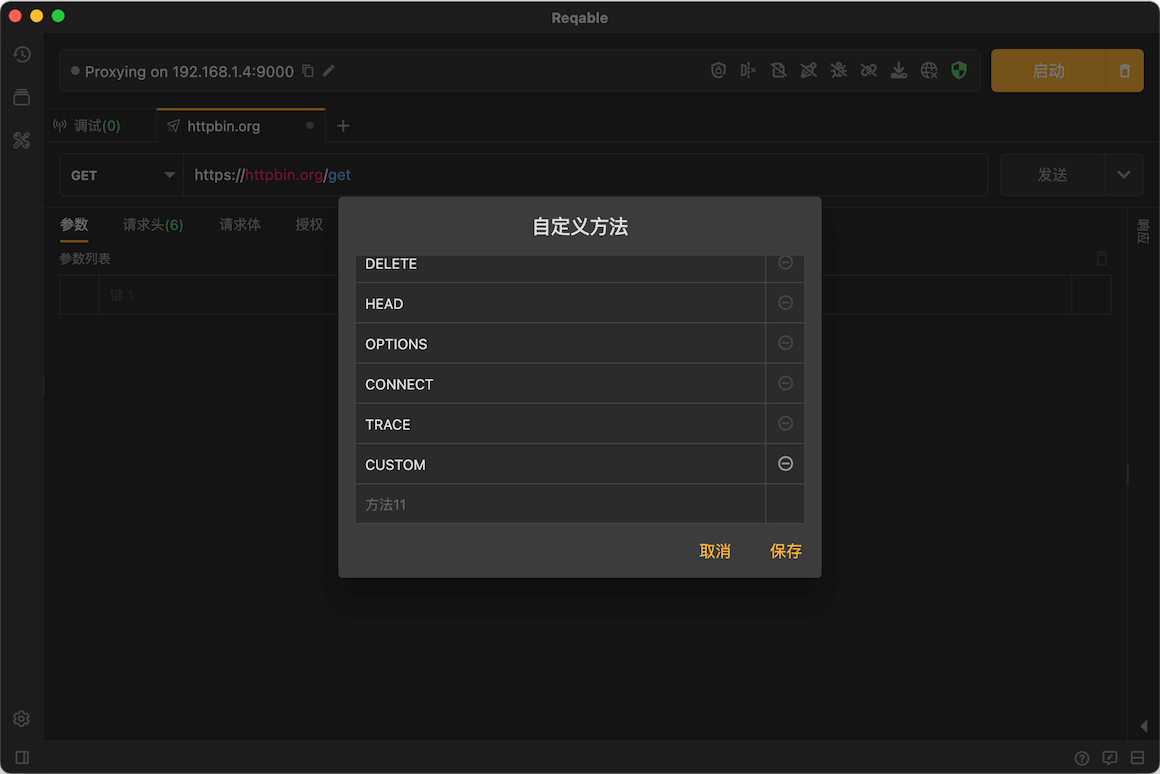 Reqable
Proxying on 192.168.1.4:9000
启动
调试(0)
httpbin.org
GET
https://httpbin.org/get
发送
参数
请求头(6)
请求体
授权
响应
参数列表
键 1
自定义方法
DELETE
HEAD
OPTIONS
CONNECT
TRACE
CUSTOM
方法11
取消
保存